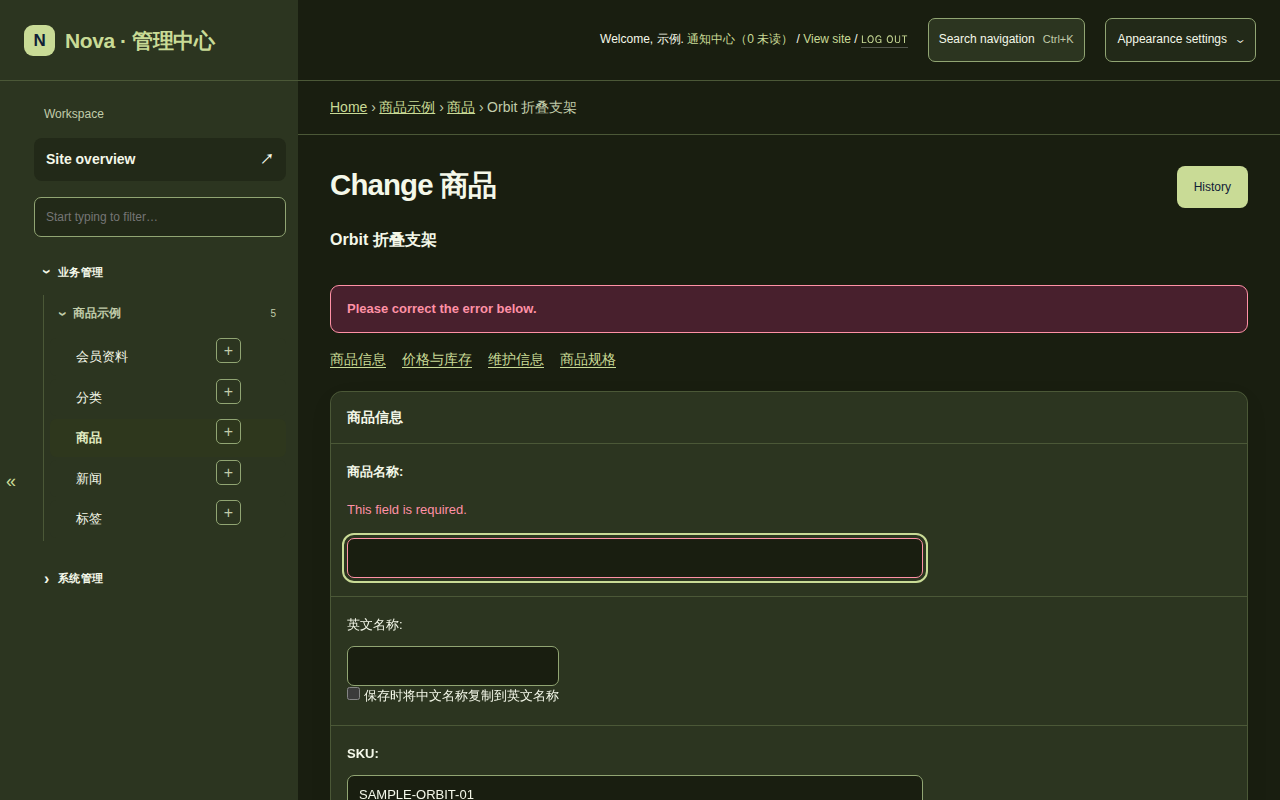 N Nova · 管理中心
Welcome, 示例. 通知中心（0 未读） / View site / LOG OUT
Search navigation Ctrl+K
Appearance settings
Workspace
Site overview ↗
Start typing to filter…
业务管理
商品示例 5
会员资料 +
分类 +
商品 +
新闻 +
标签 +
系统管理
«
Home › 商品示例 › 商品 › Orbit 折叠支架
Change 商品
History
Orbit 折叠支架
Please correct the error below.
商品信息 价格与库存 维护信息 商品规格
商品信息
商品名称:
This field is required.
英文名称:
保存时将中文名称复制到英文名称
SKU:
SAMPLE-ORBIT-01